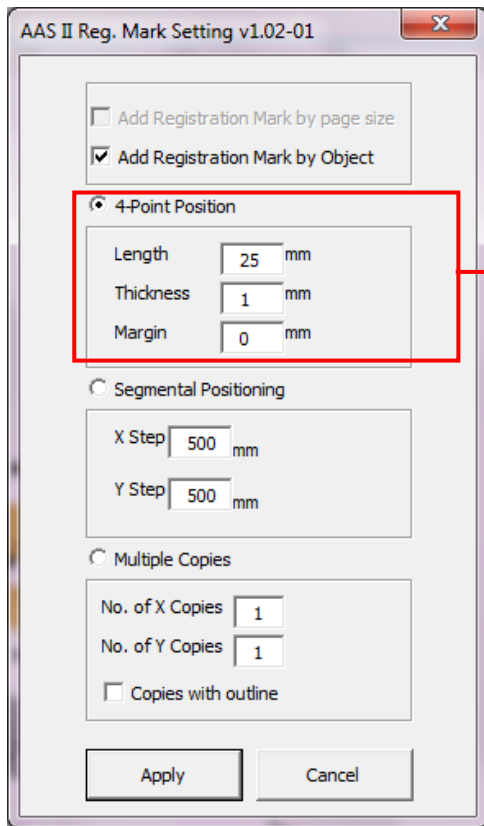 AAS II Reg. Mark Setting v1.02-01
Add Registration Mark by page size
Add Registration Mark by Object
4-Point Position
Length 25 mm
Thickness 1 mm
Margin 0 mm
Segmental Positioning
X Step 500 mm
Y Step 500 mm
Multiple Copies
No. of X Copies 1
No. of Y Copies 1
Copies with outline
Apply Cancel